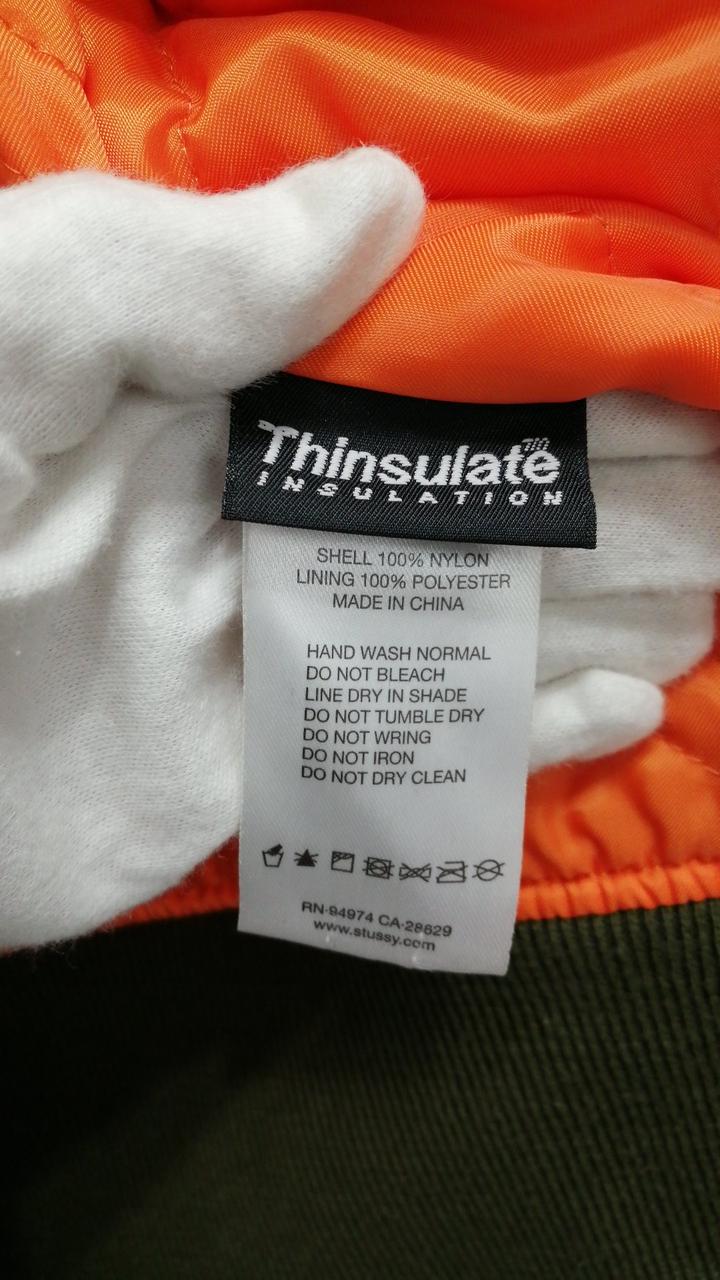 Thinsulate
INSULATION
SHELL 100% NYLON
LINING 100% POLYESTER
MADE IN CHINA
HAND WASH NORMAL
DO NOT BLEACH
LINE DRY IN SHADE
DO NOT TUMBLE DRY
DO NOT WRING
DO NOT IRON
DO NOT DRY CLEAN
RN-94974 CA-28629
www.stussy.com